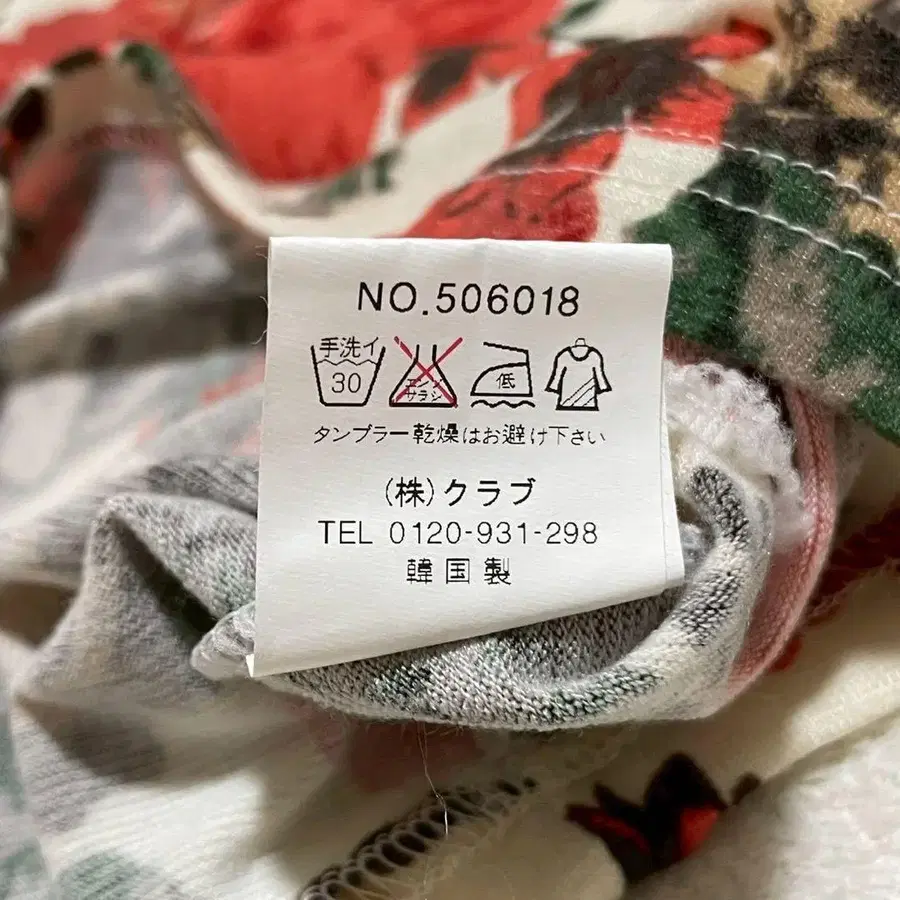 NO.506018
手洗イ 30 エンソサラシ 低
タンブラー乾燥はお避け下さい
(株)クラブ
TEL 0120-931-298
韓国製